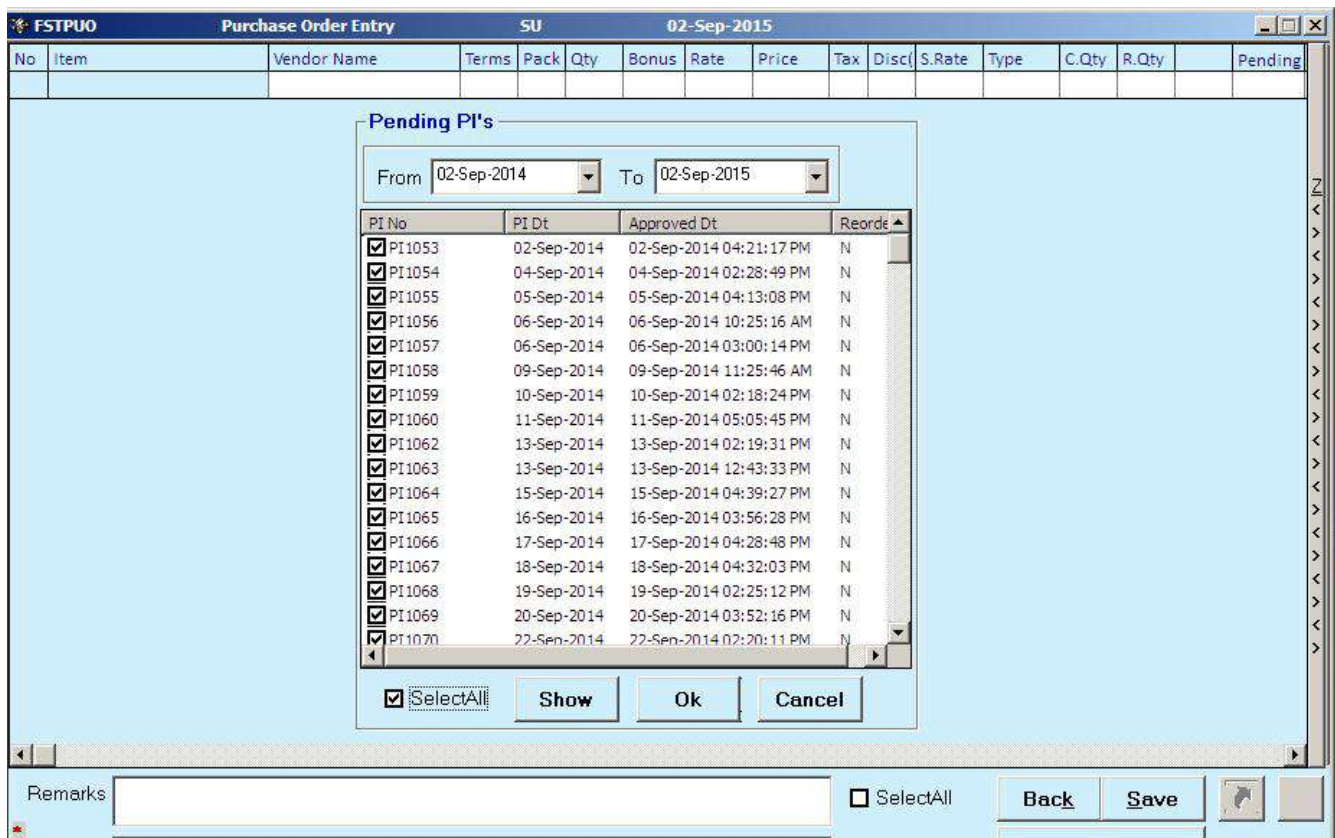 FSTPUO Purchase Order Entry SU 02-Sep-2015
No Item Vendor Name Terms Pack Qty Bonus Rate Price Tax Disc( S.Rate Type C.Qty R.Qty Pending
Pending PI's
From 02-Sep-2014 To 02-Sep-2015
PI No PI Dt Approved Dt Reorde
PI1053 02-Sep-2014 02-Sep-2014 04:21:17 PM N
PI1054 04-Sep-2014 04-Sep-2014 02:28:49 PM N
PI1055 05-Sep-2014 05-Sep-2014 04:13:08 PM N
PI1056 06-Sep-2014 06-Sep-2014 10:25:16 AM N
PI1057 06-Sep-2014 06-Sep-2014 03:00:14 PM N
PI1058 09-Sep-2014 09-Sep-2014 11:25:46 AM N
PI1059 10-Sep-2014 10-Sep-2014 02:18:24 PM N
PI1060 11-Sep-2014 11-Sep-2014 05:05:45 PM N
PI1062 13-Sep-2014 13-Sep-2014 02:19:31 PM N
PI1063 13-Sep-2014 13-Sep-2014 12:43:33 PM N
PI1064 15-Sep-2014 15-Sep-2014 04:39:27 PM N
PI1065 16-Sep-2014 16-Sep-2014 03:56:28 PM N
PI1066 17-Sep-2014 17-Sep-2014 04:28:48 PM N
PI1067 18-Sep-2014 18-Sep-2014 04:32:03 PM N
PI1068 19-Sep-2014 19-Sep-2014 02:25:12 PM N
PI1069 20-Sep-2014 20-Sep-2014 03:52:16 PM N
PI1070 22-Sep-2014 22-Sep-2014 02:20:11 PM N
SelectAll Show Ok Cancel
Z
< > < > < > < > < > < > < > < > < > < >
Remarks SelectAll Back Save
*